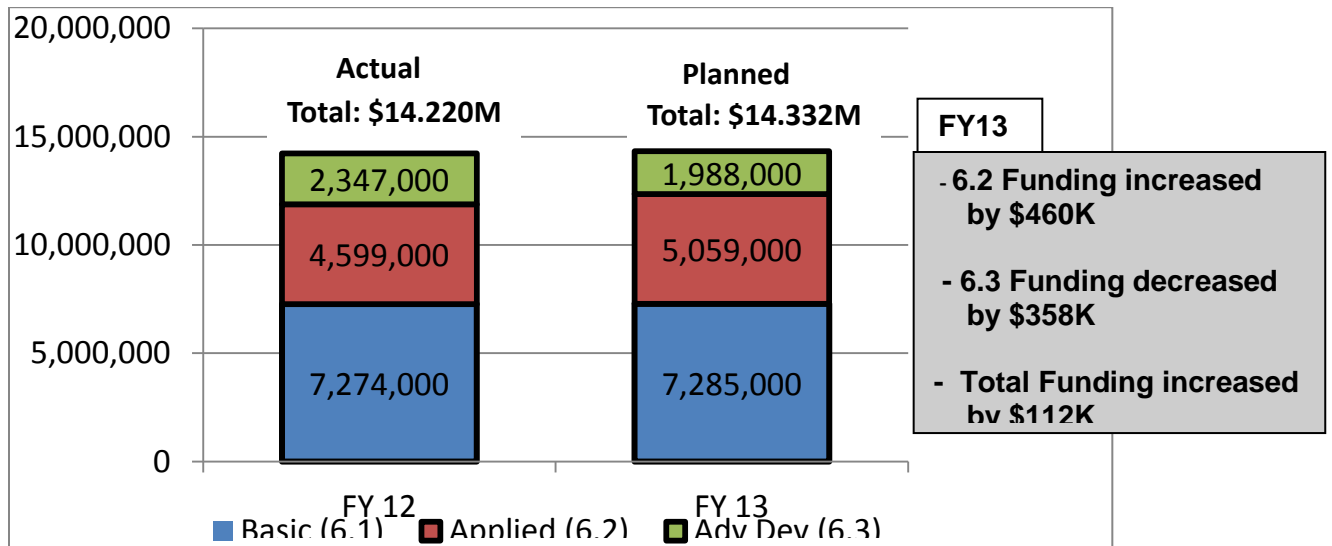 20,000,000
15,000,000
10,000,000
5,000,000
0
Actual
Total: $14.220M
Planned
Total: $14.332M
2,347,000
4,599,000
7,274,000
1,988,000
5,059,000
7,285,000
FY 12
FY 13
Basic (6.1) Applied (6.2) Adv Dev (6.3)
FY13
- 6.2 Funding increased
by $460K
- 6.3 Funding decreased
by $358K
- Total Funding increased
by $112K